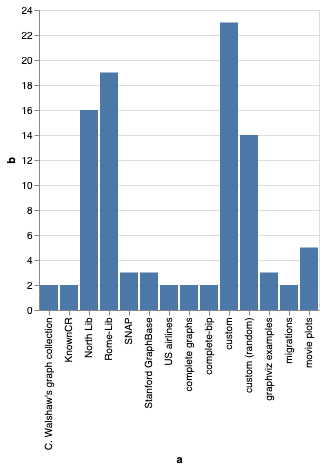 24
22
20
18
16
14
12
10
8
6
4
2
0
b
C. Walshaw's graph collection
KnownCR
North Lib
Rome-Lib
SNAP
Stanford GraphBase
US airlines
complete graphs
complete-bip
custom
custom (random)
graphviz examples
migrations
movie plots
a